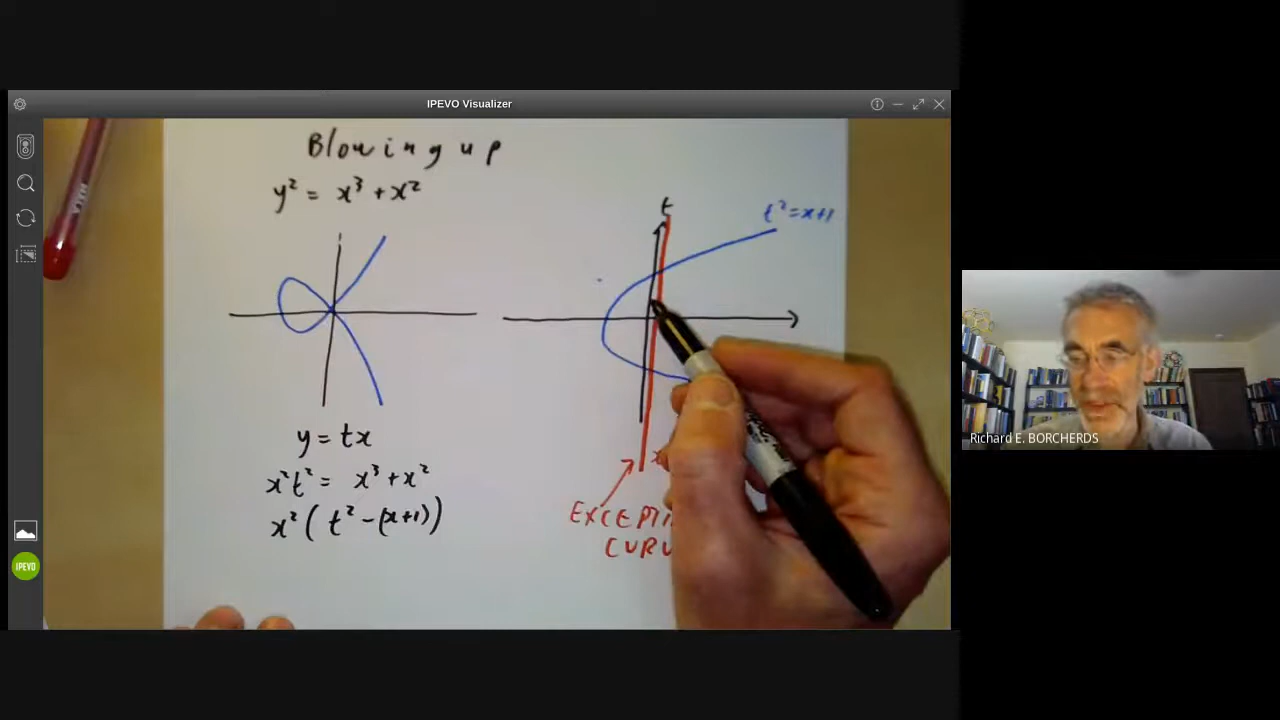 IPEVO Visualizer
Blowing up
y² = x³ + x²
t
t² = x+1
y = tx
x²t² = x³ + x²
x²(t² - (x+1))
EXCEPTI
CURV
IPEVO
Richard E. BORCHERDS